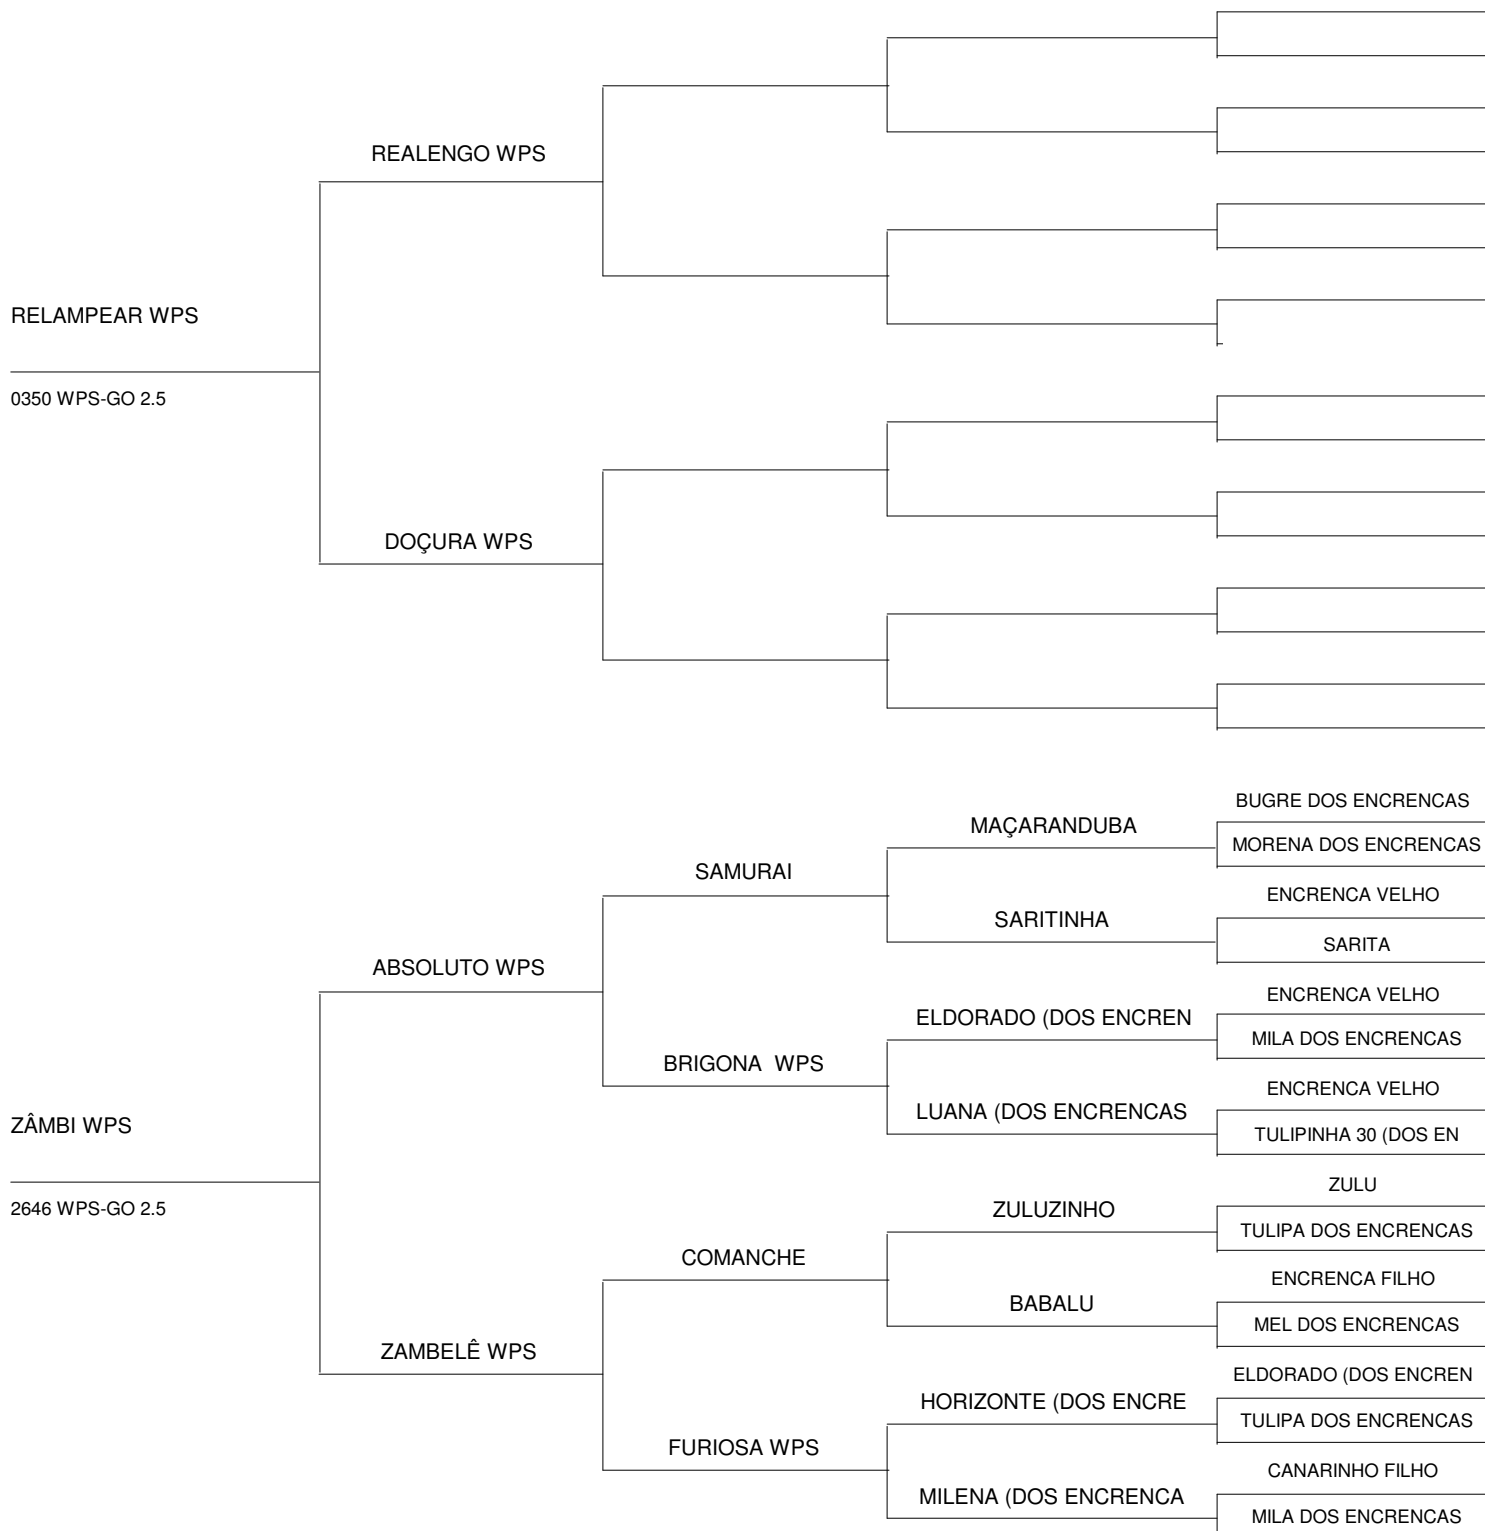 REALENGO WPS
RELAMPEAR WPS
0350 WPS-GO 2.5
DOÇURA WPS
BUGRE DOS ENCRENCAS
MAÇARANDUBA
MORENA DOS ENCRENCAS
SAMURAI
ENCRENCA VELHO
SARITINHA
SARITA
ABSOLUTO WPS
ENCRENCA VELHO
ELDORADO (DOS ENCREN
MILA DOS ENCRENCAS
BRIGONA  WPS
ENCRENCA VELHO
LUANA (DOS ENCRENCAS
TULIPINHA 30 (DOS EN
ZÂMBI WPS
2646 WPS-GO 2.5
ZULU
ZULUZINHO
TULIPA DOS ENCRENCAS
COMANCHE
ENCRENCA FILHO
BABALU
MEL DOS ENCRENCAS
ZAMBELÊ WPS
ELDORADO (DOS ENCREN
HORIZONTE (DOS ENCRE
TULIPA DOS ENCRENCAS
FURIOSA WPS
CANARINHO FILHO
MILENA (DOS ENCRENCA
MILA DOS ENCRENCAS